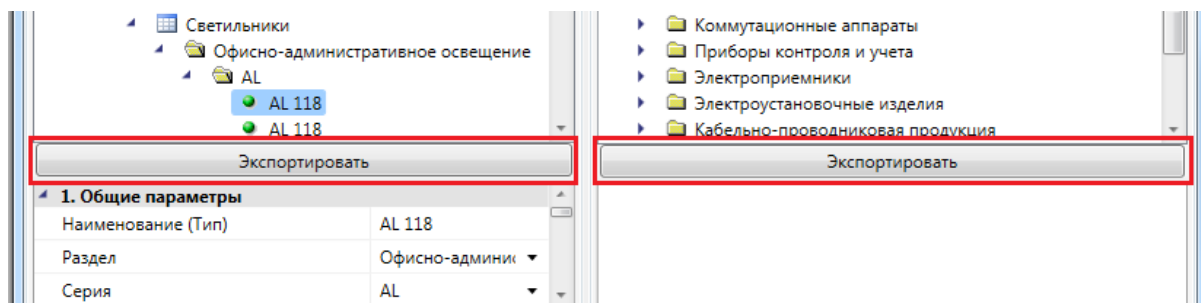 Светильники
Офисно-административное освещение
AL
AL 118
AL 118
Экспортировать
1. Общие параметры
Наименование (Тип) AL 118
Раздел Офисно-админис
Серия AL
Коммутационные аппараты
Приборы контроля и учета
Электроприемники
Электроустановочные изделия
Кабельно-проводниковая продукция
Экспортировать